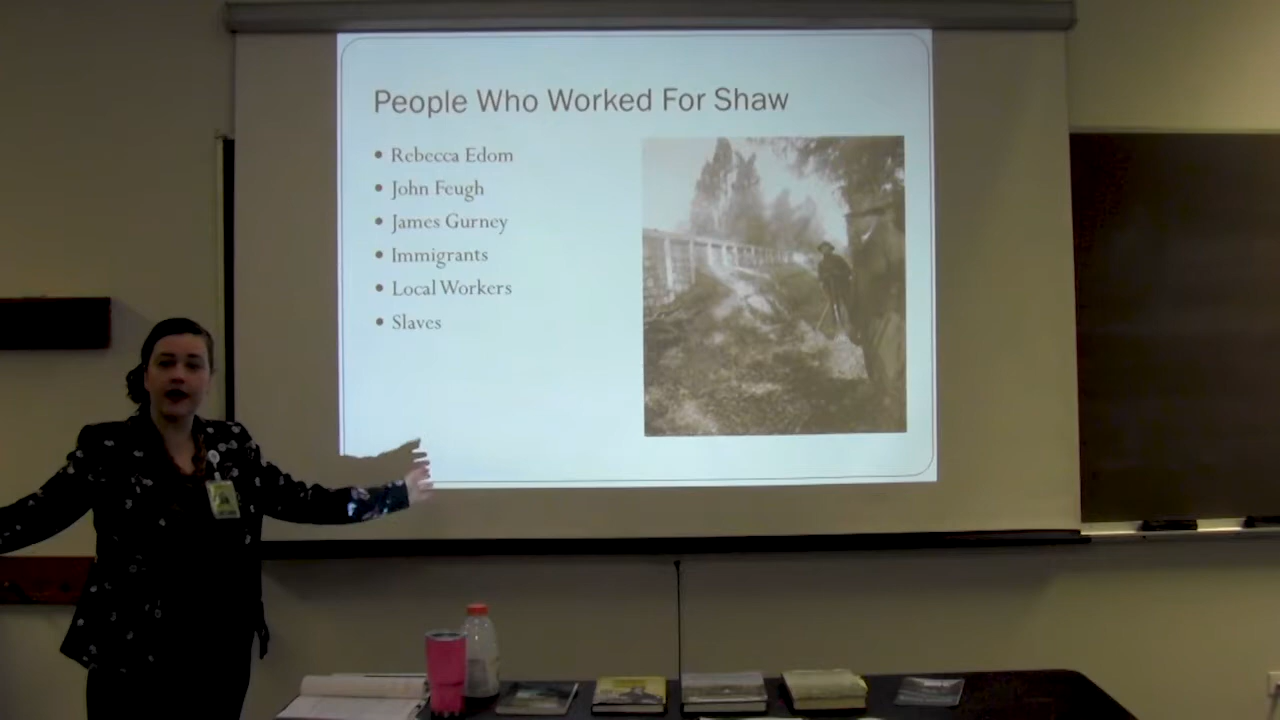 People Who Worked For Shaw
• Rebecca Edom
• John Feugh
• James Gurney
• Immigrants
• Local Workers
• Slaves